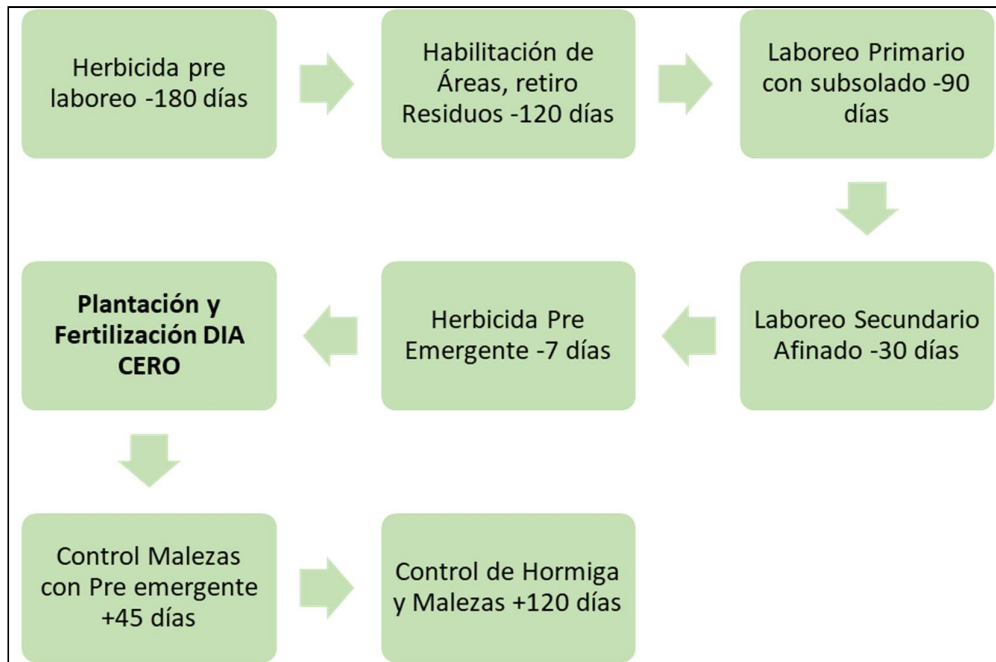 Herbicida pre
laboreo -180 días
Habilitación de
Áreas, retiro
Residuos -120 días
Laboreo Primario
con subsolado -90
días
Laboreo Secundario
Afinado -30 días
Herbicida Pre
Emergente -7 días
Plantación y
Fertilización DIA
CERO
Control Malezas
con Pre emergente
+45 días
Control de Hormiga
y Malezas +120 días